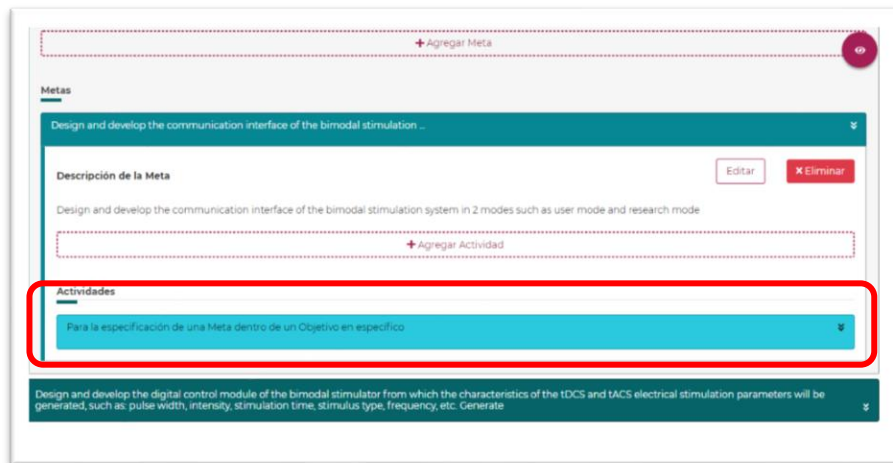 + Agregar Meta
Metas
Design and develop the communication interface of the bimodal stimulation ...
Descripción de la Meta
Editar
× Eliminar
Design and develop the communication interface of the bimodal stimulation system in 2 modes such as user mode and research mode
+ Agregar Actividad
Actividades
Para la especificación de una Meta dentro de un Objetivo en específico
Design and develop the digital control module of the bimodal stimulator from which the characteristics of the tDCS and tACS electrical stimulation parameters will be
generated, such as: pulse width, intensity, stimulation time, stimulus type, frequency, etc. Generate